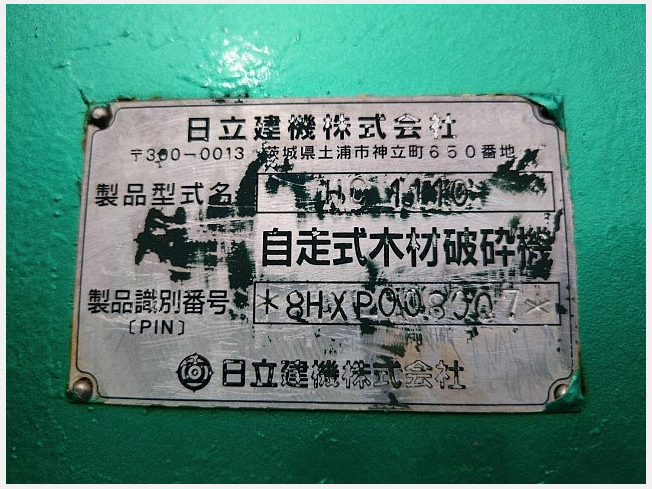 日立建機株式会社
〒300-0013 茨城県土浦市神立町650番地
製品型式名
自走式木材破砕機
製品識別番号
〔PIN〕
日立建機株式会社